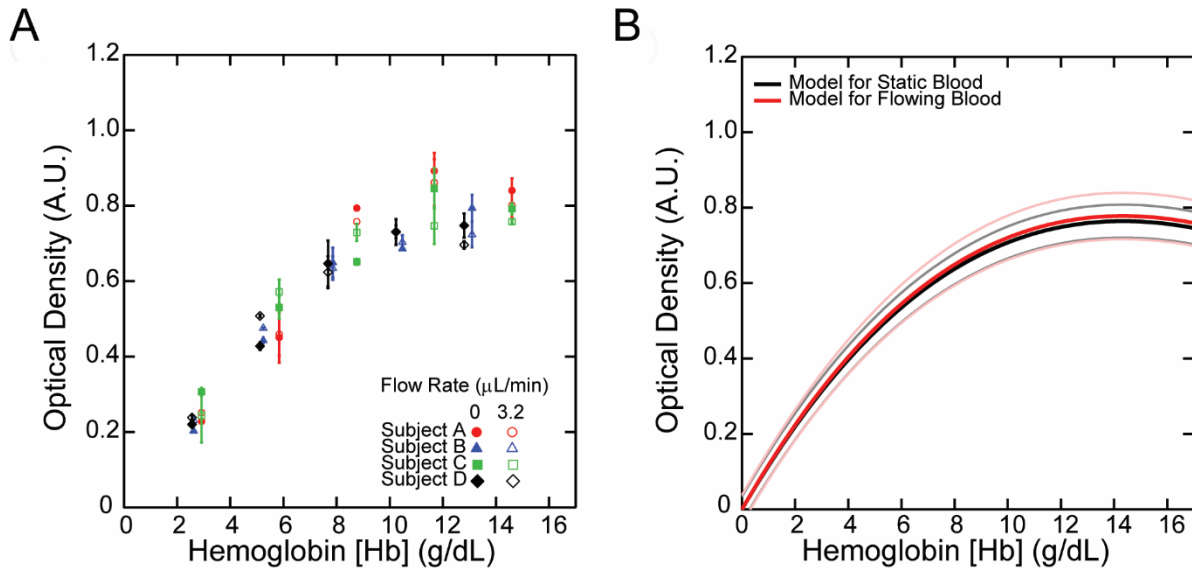 A
1.2
1.0
0.8
0.6
0.4
0.2
0
Optical Density (A.U.)
Flow Rate (μL/min)
0 3.2
Subject A
Subject B
Subject C
Subject D
0 2 4 6 8 10 12 14 16
Hemoglobin [Hb] (g/dL)
B
1.2
1.0
0.8
0.6
0.4
0.2
0
Optical Density (A.U.)
Model for Static Blood
Model for Flowing Blood
0 2 4 6 8 10 12 14 16
Hemoglobin [Hb] (g/dL)